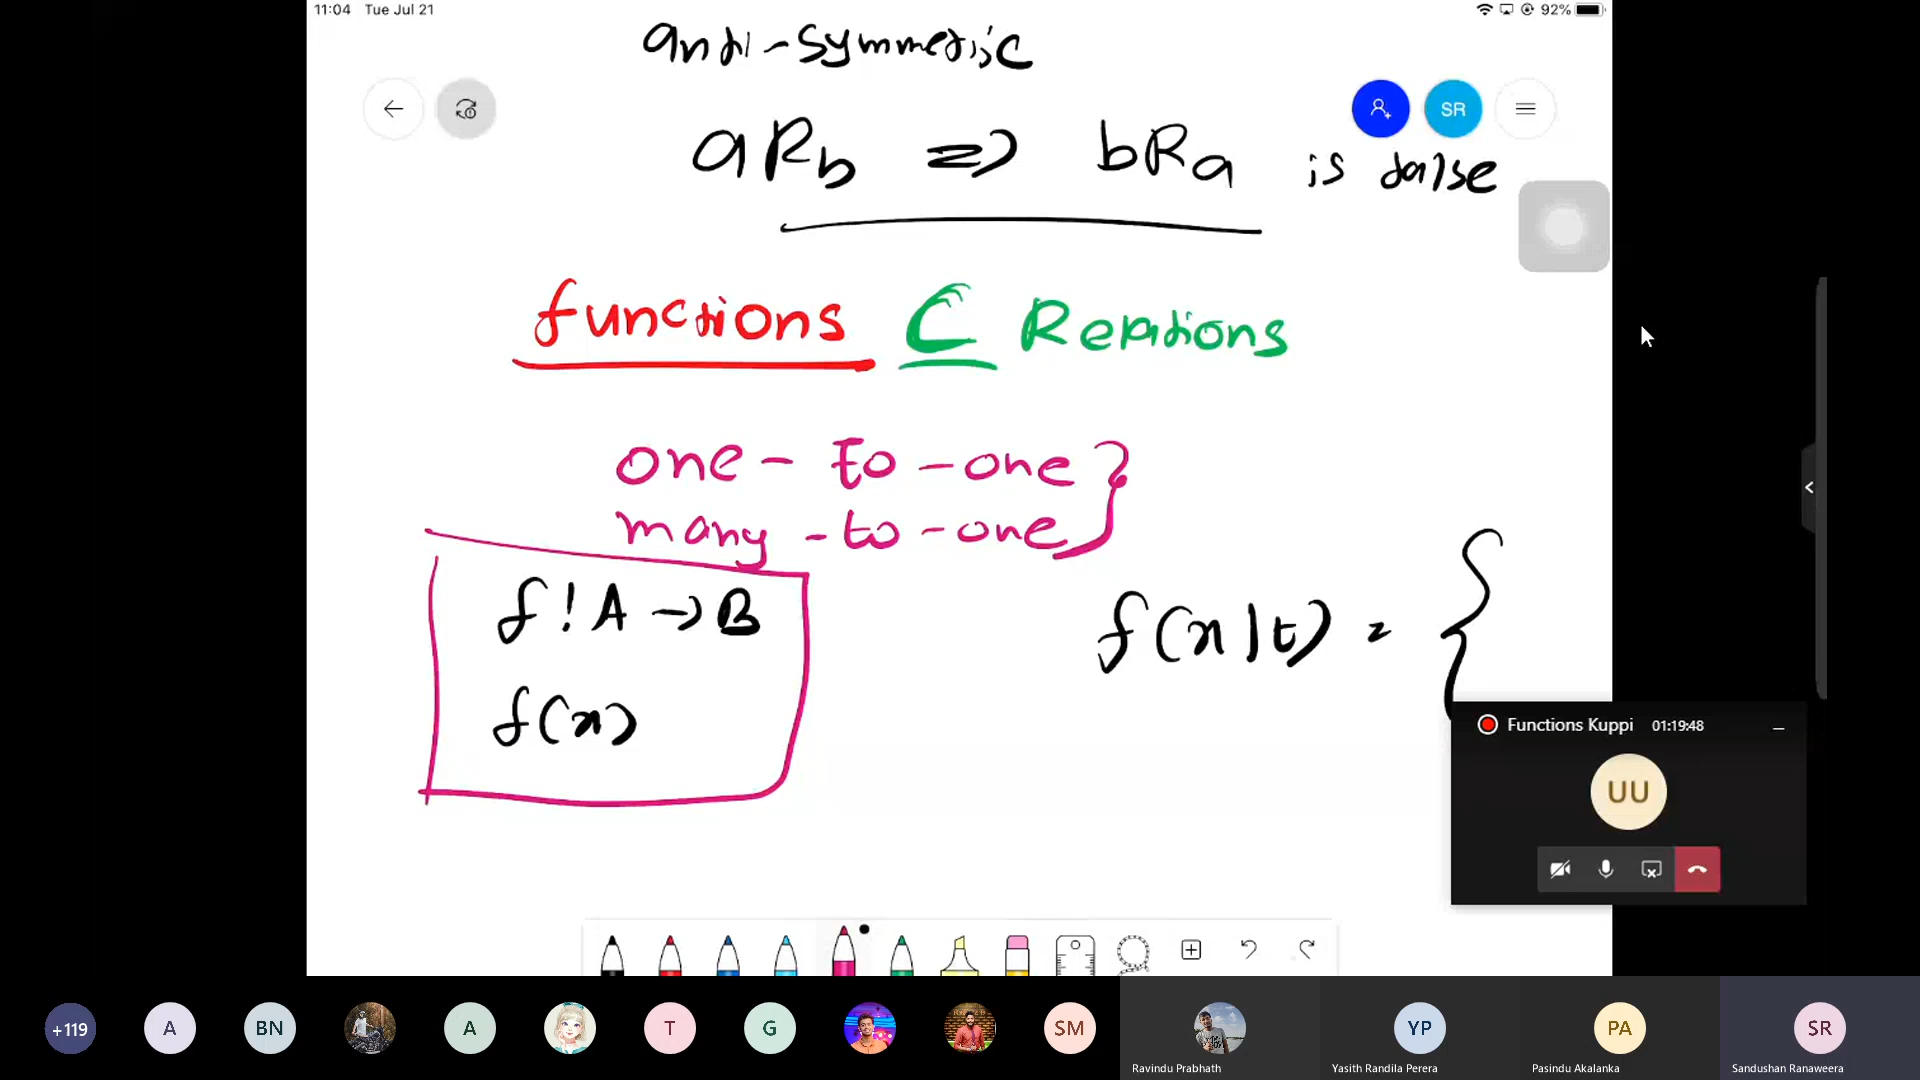 11:04 Tue Jul 21
92%
anti-symmetric
SR
aRb => bRa is false
functions ⊂ Relations
one-to-one }
many-to-one
f: A → B
f(x|t) = {
f(x)
Functions Kuppi 01:19:48
UU
+119 A BN A T G SM YP PA SR
Ravindu Prabhath Yasith Randila Perera Pasindu Akalanka Sandushan Ranaweera